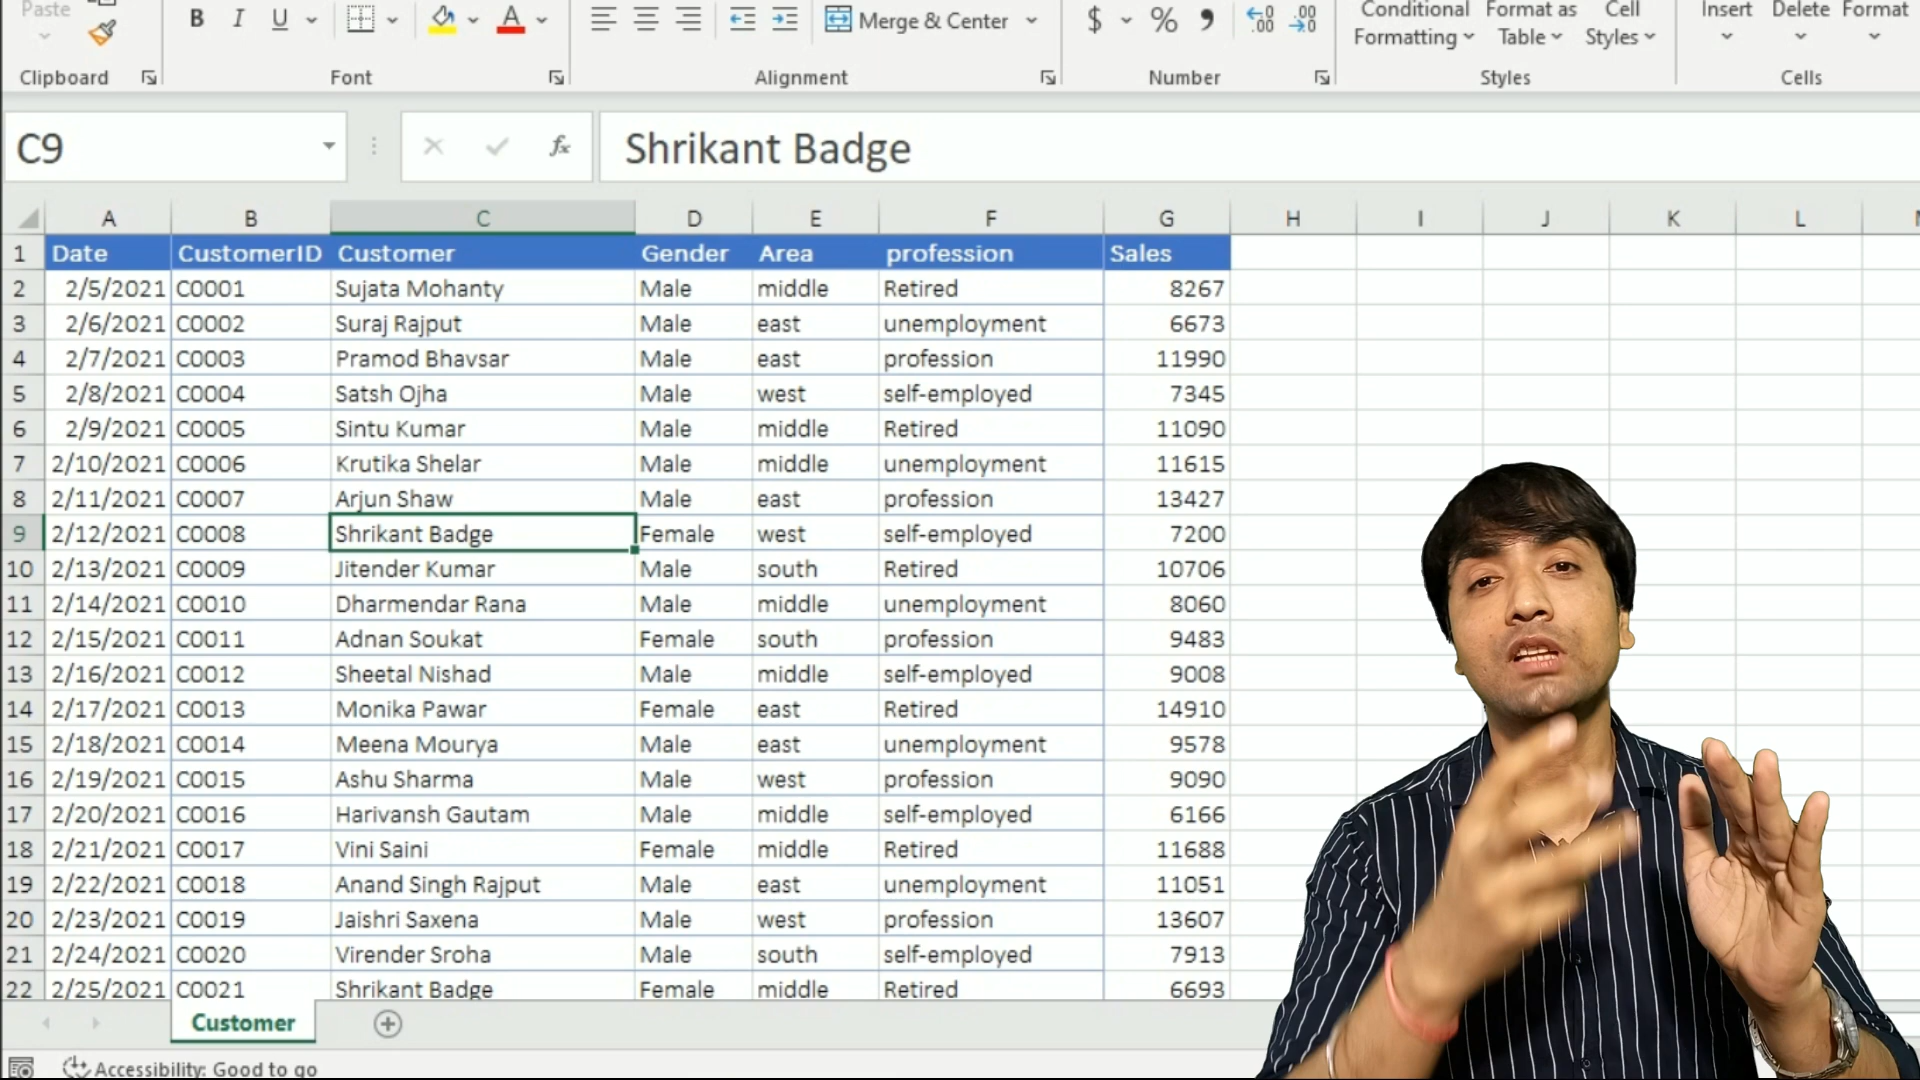 Paste
B I U A
Merge & Center
$ % 9
Conditional Formatting
Format as Table
Cell Styles
Insert Delete Format
Clipboard Font Alignment Number Styles Cells
C9 fx Shrikant Badge
A B C D E F G H I J K L
1 Date CustomerID Customer Gender Area profession Sales
2 2/5/2021 C0001 Sujata Mohanty Male middle Retired 8267
3 2/6/2021 C0002 Suraj Rajput Male east unemployment 6673
4 2/7/2021 C0003 Pramod Bhavsar Male east profession 11990
5 2/8/2021 C0004 Satsh Ojha Male west self-employed 7345
6 2/9/2021 C0005 Sintu Kumar Male middle Retired 11090
7 2/10/2021 C0006 Krutika Shelar Male middle unemployment 11615
8 2/11/2021 C0007 Arjun Shaw Male east profession 13427
9 2/12/2021 C0008 Shrikant Badge Female west self-employed 7200
10 2/13/2021 C0009 Jitender Kumar Male south Retired 10706
11 2/14/2021 C0010 Dharmendar Rana Male middle unemployment 8060
12 2/15/2021 C0011 Adnan Soukat Female south profession 9483
13 2/16/2021 C0012 Sheetal Nishad Male middle self-employed 9008
14 2/17/2021 C0013 Monika Pawar Female east Retired 14910
15 2/18/2021 C0014 Meena Mourya Male east unemployment 9578
16 2/19/2021 C0015 Ashu Sharma Male west profession 9090
17 2/20/2021 C0016 Harivansh Gautam Male middle self-employed 6166
18 2/21/2021 C0017 Vini Saini Female middle Retired 11688
19 2/22/2021 C0018 Anand Singh Rajput Male east unemployment 11051
20 2/23/2021 C0019 Jaishri Saxena Male west profession 13607
21 2/24/2021 C0020 Virender Sroha Male south self-employed 7913
22 2/25/2021 C0021 Shrikant Badge Female middle Retired 6693
Customer
Accessibility: Good to go